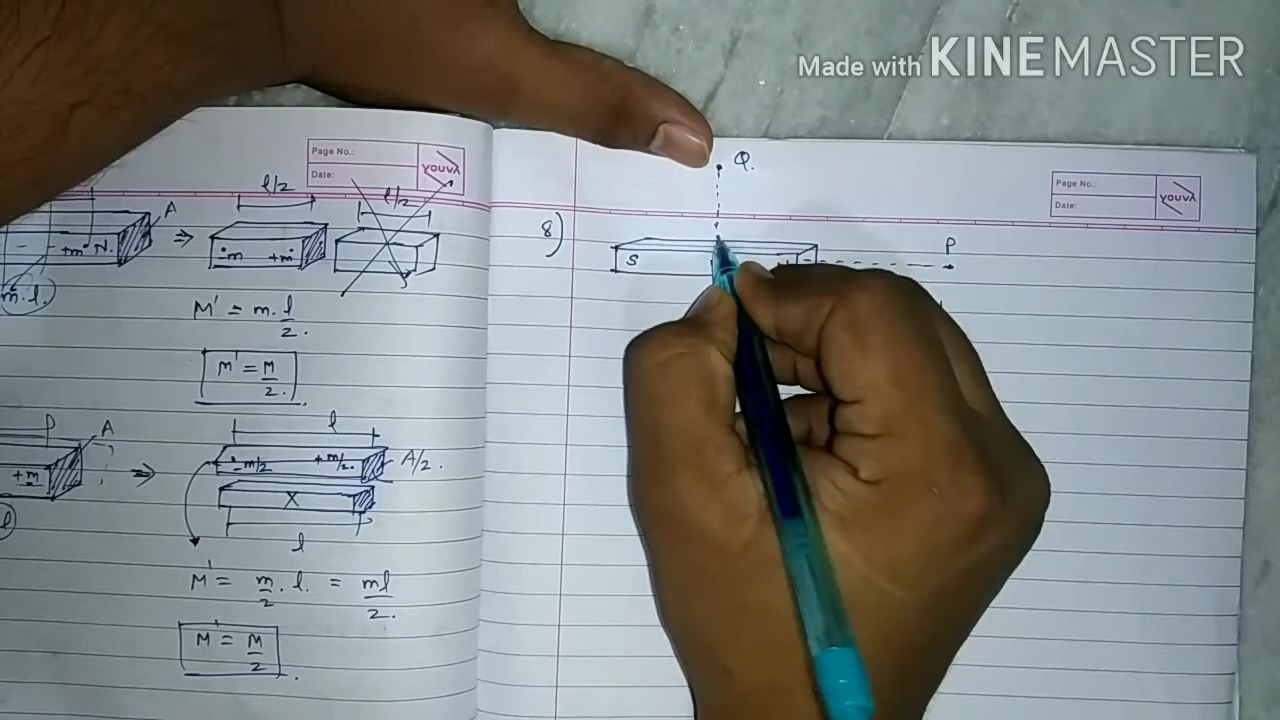 Made with KINEMASTER
Page No.:
Date:
youva
l/2
l/2
A
+m N.
⇒
-m
+m
m.l.
M' = m. l/2.
M' = M/2.
P
A
+m
⇒
l
-m/2
+m/2
A/2.
X
l
M' = m/2 . l. = ml/2.
M' = M/2.
Page No.:
Date:
youva
Q.
8)
S
P